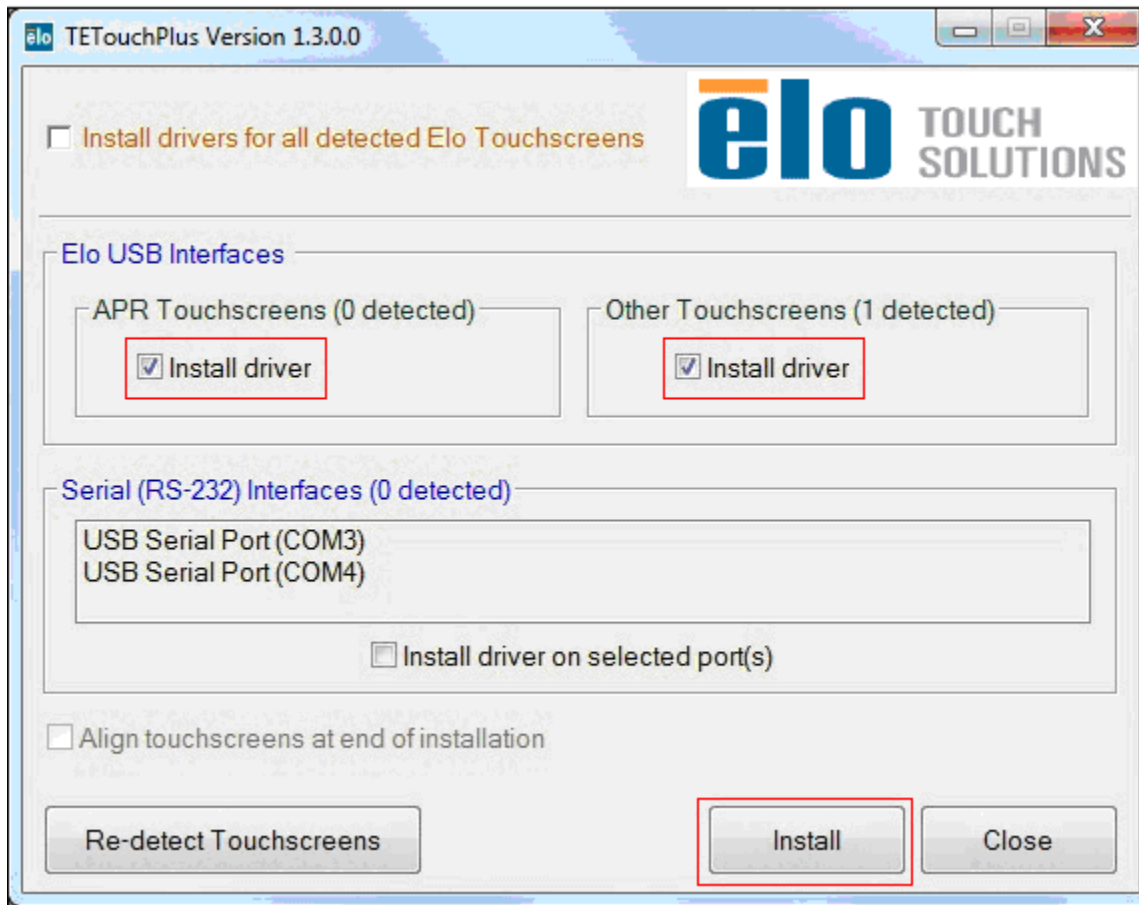 elo TETouchPlus Version 1.3.0.0
Install drivers for all detected Elo Touchscreens
ēlo TOUCH
SOLUTIONS
Elo USB Interfaces
APR Touchscreens (0 detected)
Install driver
Other Touchscreens (1 detected)
Install driver
Serial (RS-232) Interfaces (0 detected)
USB Serial Port (COM3)
USB Serial Port (COM4)
Install driver on selected port(s)
Align touchscreens at end of installation
Re-detect Touchscreens
Install
Close